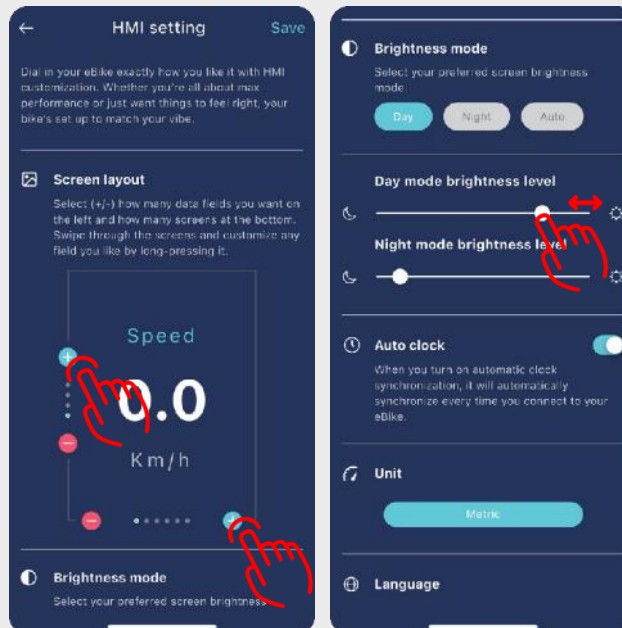 HMI setting
Save
Dial in your eBike exactly how you like it with HMI
customization. Whether you're all about max
performance or just want things to feel right, your
bike's set up to match your vibe.
Screen layout
Select (+/-) how many data fields you want on
the left and how many screens at the bottom.
Swipe through the screens and customize any
field you like by long-pressing it.
Speed
0.0
Km/h
Brightness mode
Select your preferred screen brightness
Brightness mode
Select your preferred screen brightness
mode.
Day
Night
Auto
Day mode brightness level
Night mode brightness level
Auto clock
When you turn on automatic clock
synchronization, it will automatically
synchronize every time you connect to your
eBike.
Unit
Metric
Language